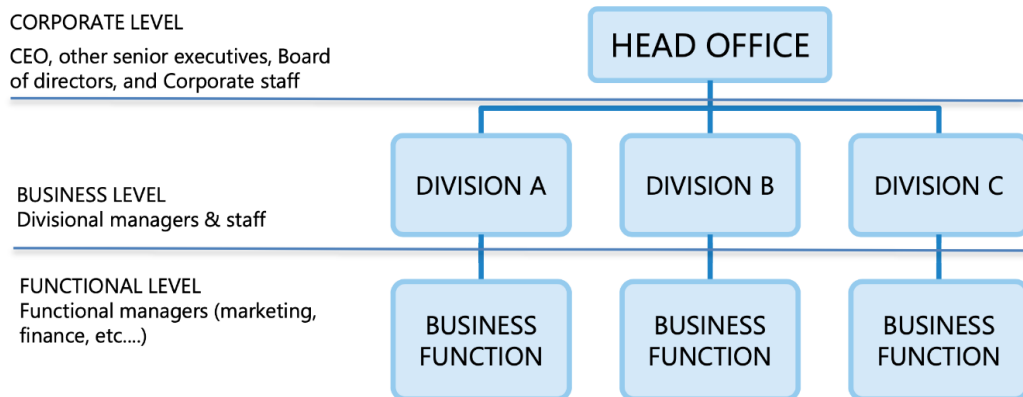 CORPORATE LEVEL
CEO, other senior executives, Board
of directors, and Corporate staff
HEAD OFFICE
BUSINESS LEVEL
Divisional managers & staff
DIVISION A
DIVISION B
DIVISION C
FUNCTIONAL LEVEL
Functional managers (marketing,
finance, etc....)
BUSINESS
FUNCTION
BUSINESS
FUNCTION
BUSINESS
FUNCTION